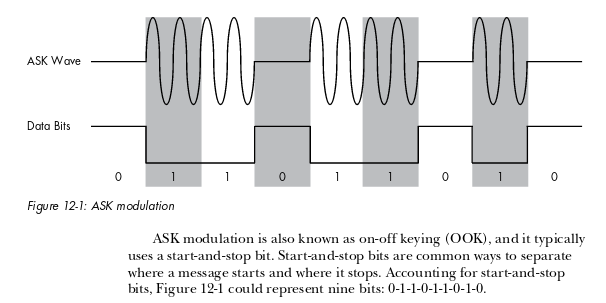 ASK Wave
Data Bits
0 1 1 0 1 1 0 1 0
Figure 12-1: ASK modulation
ASK modulation is also known as on-off keying (OOK), and it typically
uses a start-and-stop bit. Start-and-stop bits are common ways to separate
where a message starts and where it stops. Accounting for start-and-stop
bits, Figure 12-1 could represent nine bits: 0-1-1-0-1-1-0-1-0.